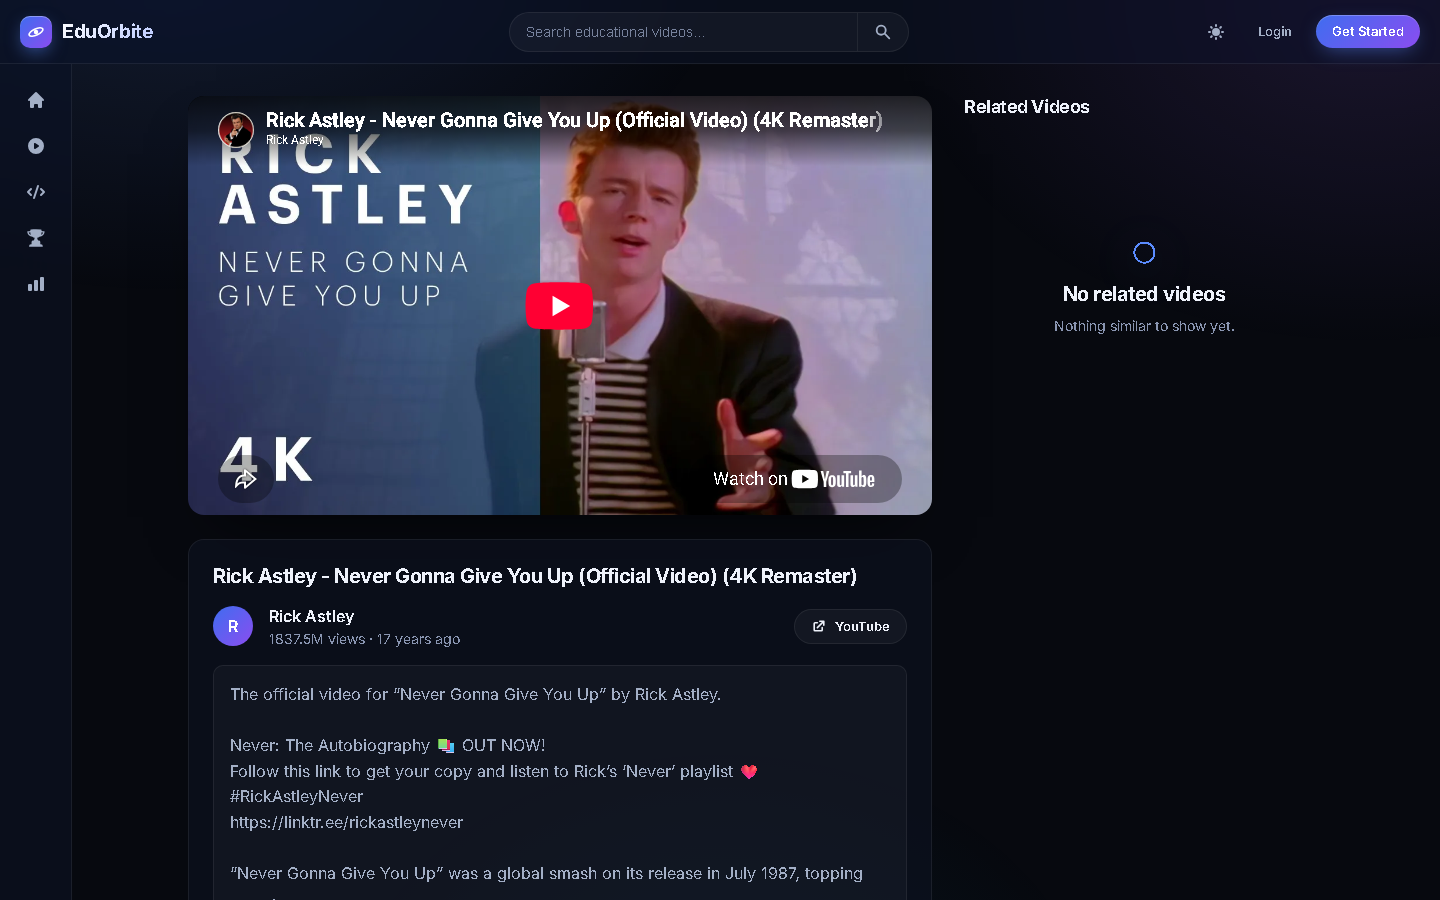 EduOrbite
Search educational videos...
Login
Get Started
Rick Astley - Never Gonna Give You Up (Official Video) (4K Remaster)
Rick Astley
RICK
ASTLEY
NEVER GONNA
GIVE YOU UP
4K
Watch on YouTube
Related Videos
No related videos
Nothing similar to show yet.
Rick Astley - Never Gonna Give You Up (Official Video) (4K Remaster)
R
Rick Astley
1837.5M views · 17 years ago
YouTube
The official video for “Never Gonna Give You Up” by Rick Astley.
Never: The Autobiography 📚 OUT NOW!
Follow this link to get your copy and listen to Rick’s ‘Never’ playlist ❤️
#RickAstleyNever
https://linktr.ee/rickastleynever
“Never Gonna Give You Up” was a global smash on its release in July 1987, topping